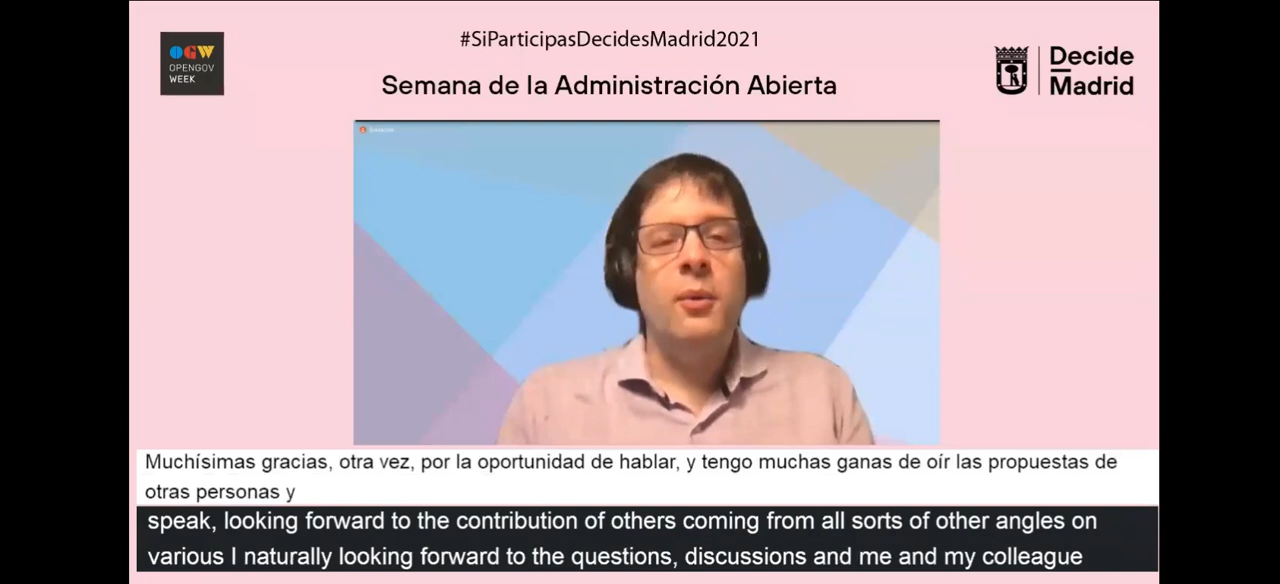 #SiParticipasDecidesMadrid2021
OGW
OPENGOV
WEEK
Semana de la Administración Abierta
Decide
Madrid
Muchísimas gracias, otra vez, por la oportunidad de hablar, y tengo muchas ganas de oír las propuestas de
otras personas y
speak, looking forward to the contribution of others coming from all sorts of other angles on
various I naturally looking forward to the questions, discussions and me and my colleague